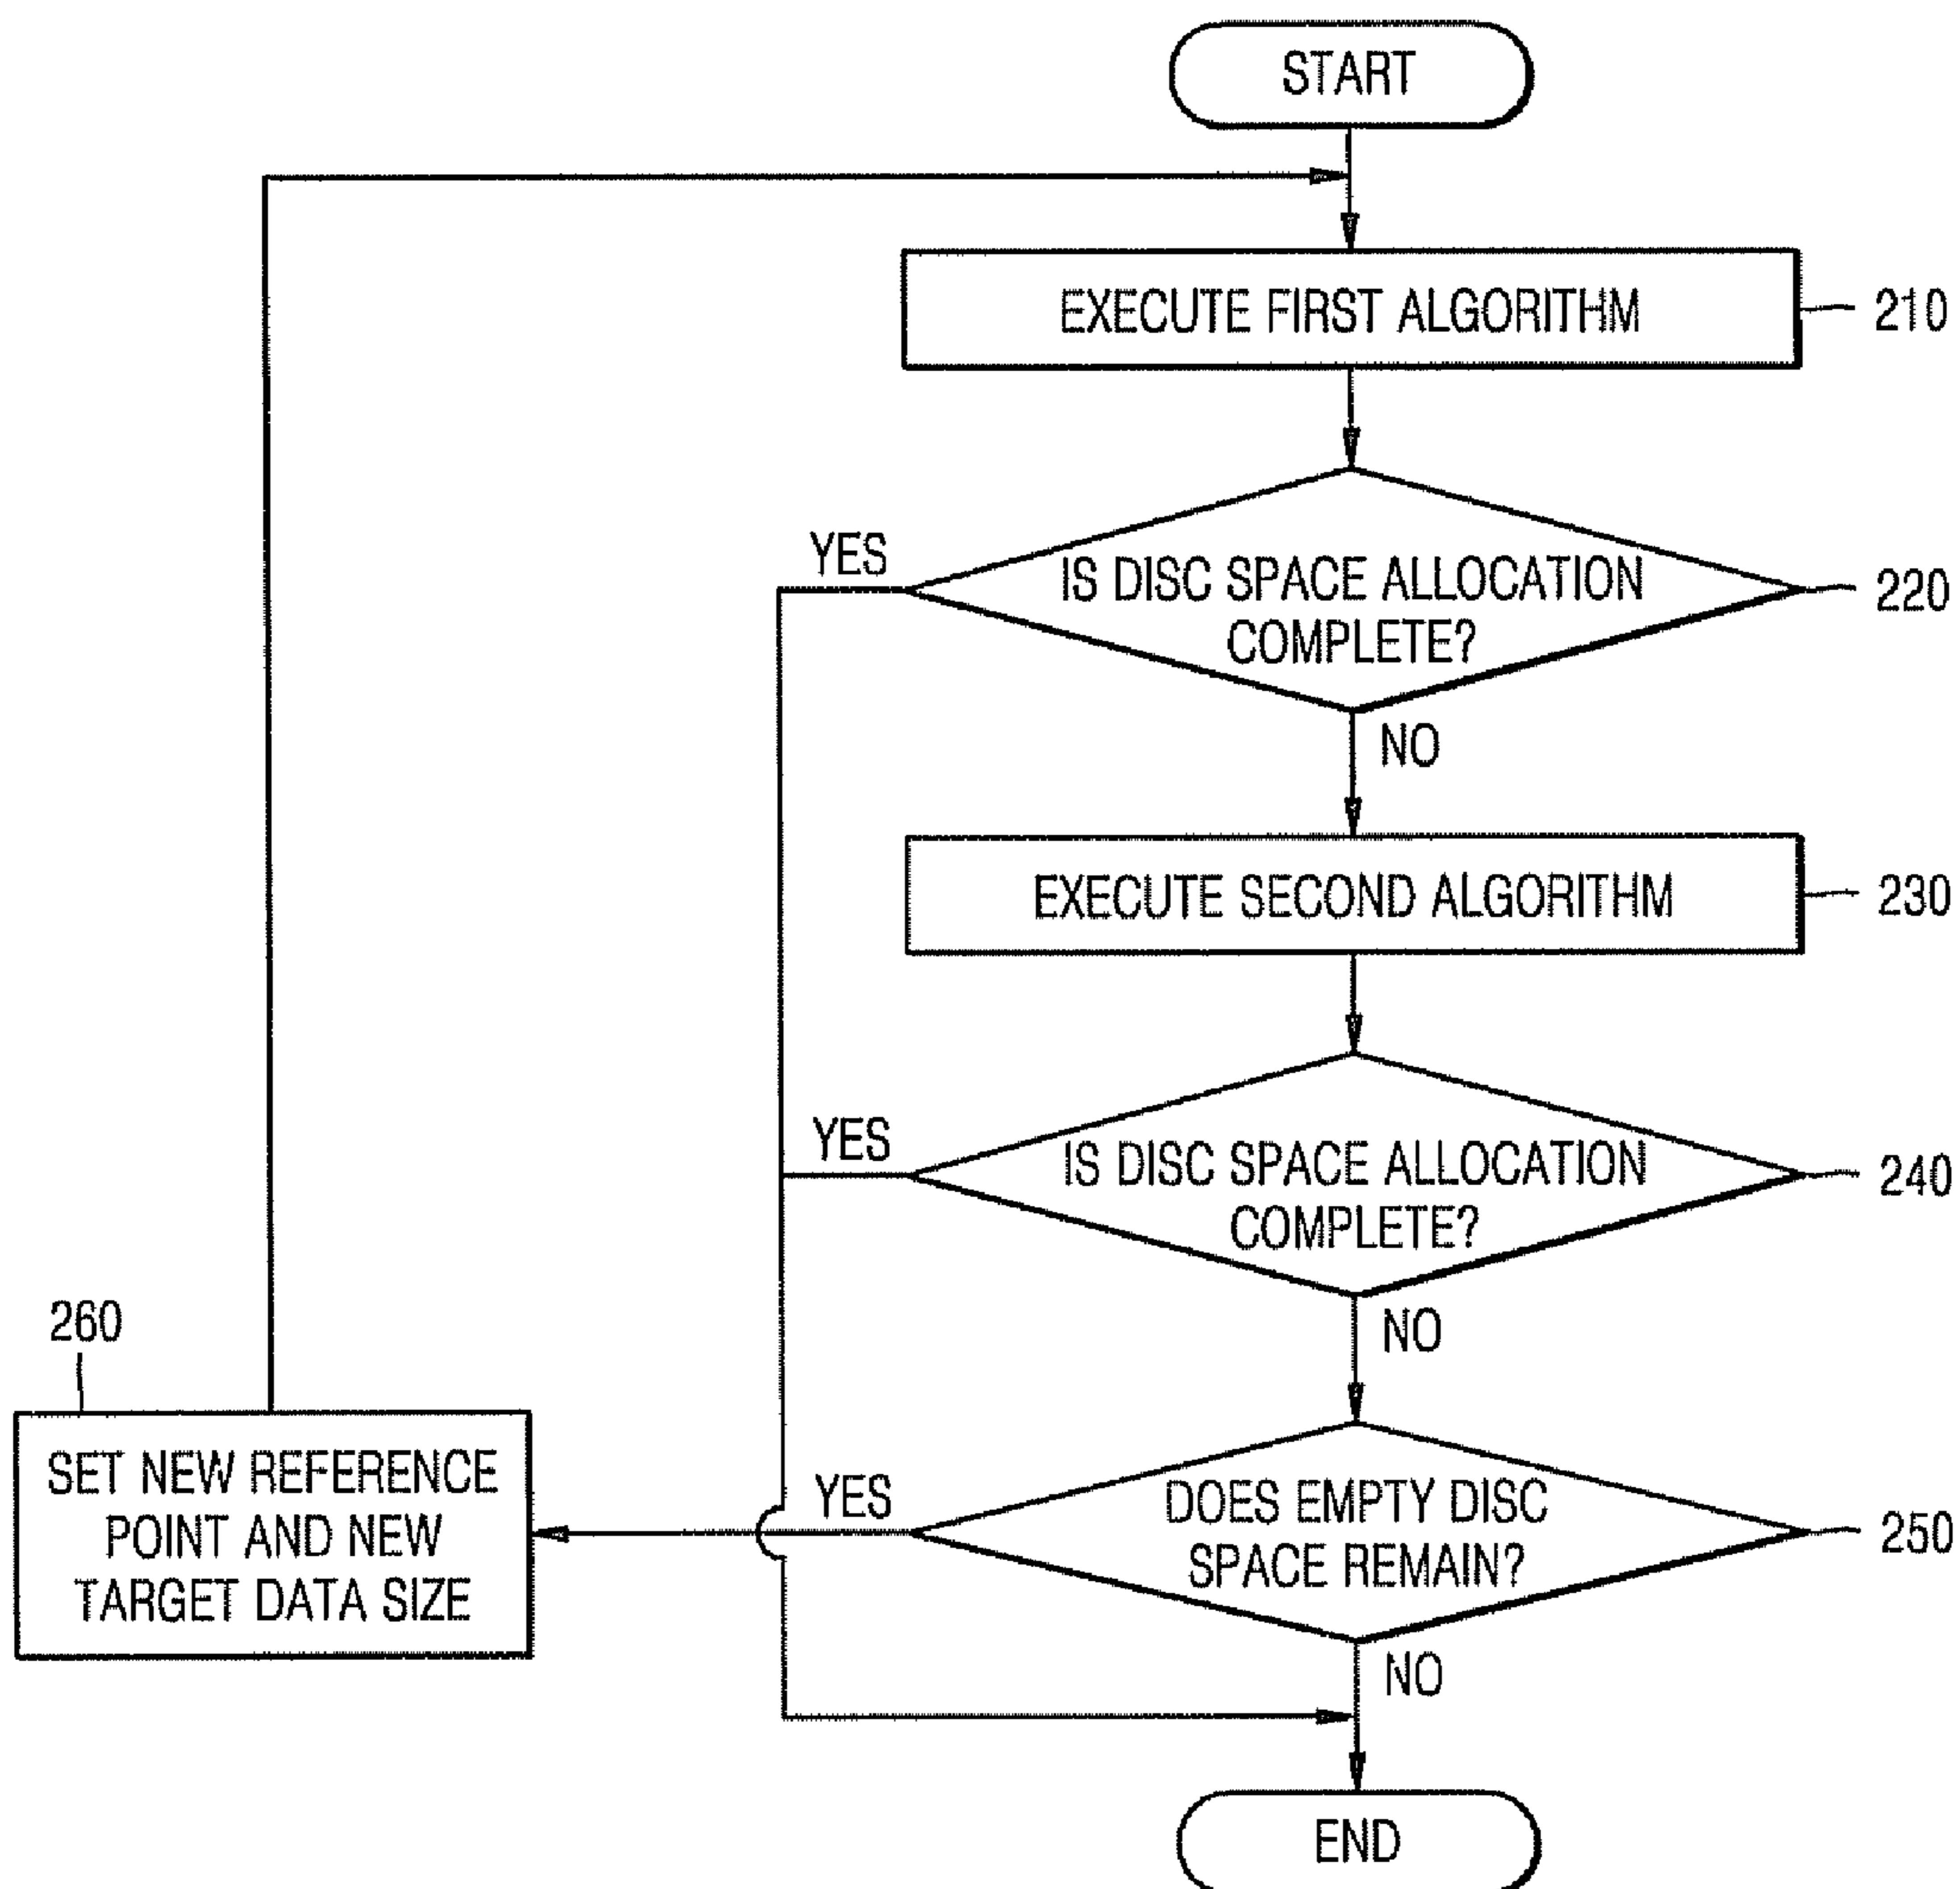 START
EXECUTE FIRST ALGORITHM
210
YES
IS DISC SPACE ALLOCATION
COMPLETE?
220
NO
EXECUTE SECOND ALGORITHM
230
YES
IS DISC SPACE ALLOCATION
COMPLETE?
240
NO
260
SET NEW REFERENCE
POINT AND NEW
TARGET DATA SIZE
YES
DOES EMPTY DISC
SPACE REMAIN?
250
NO
END